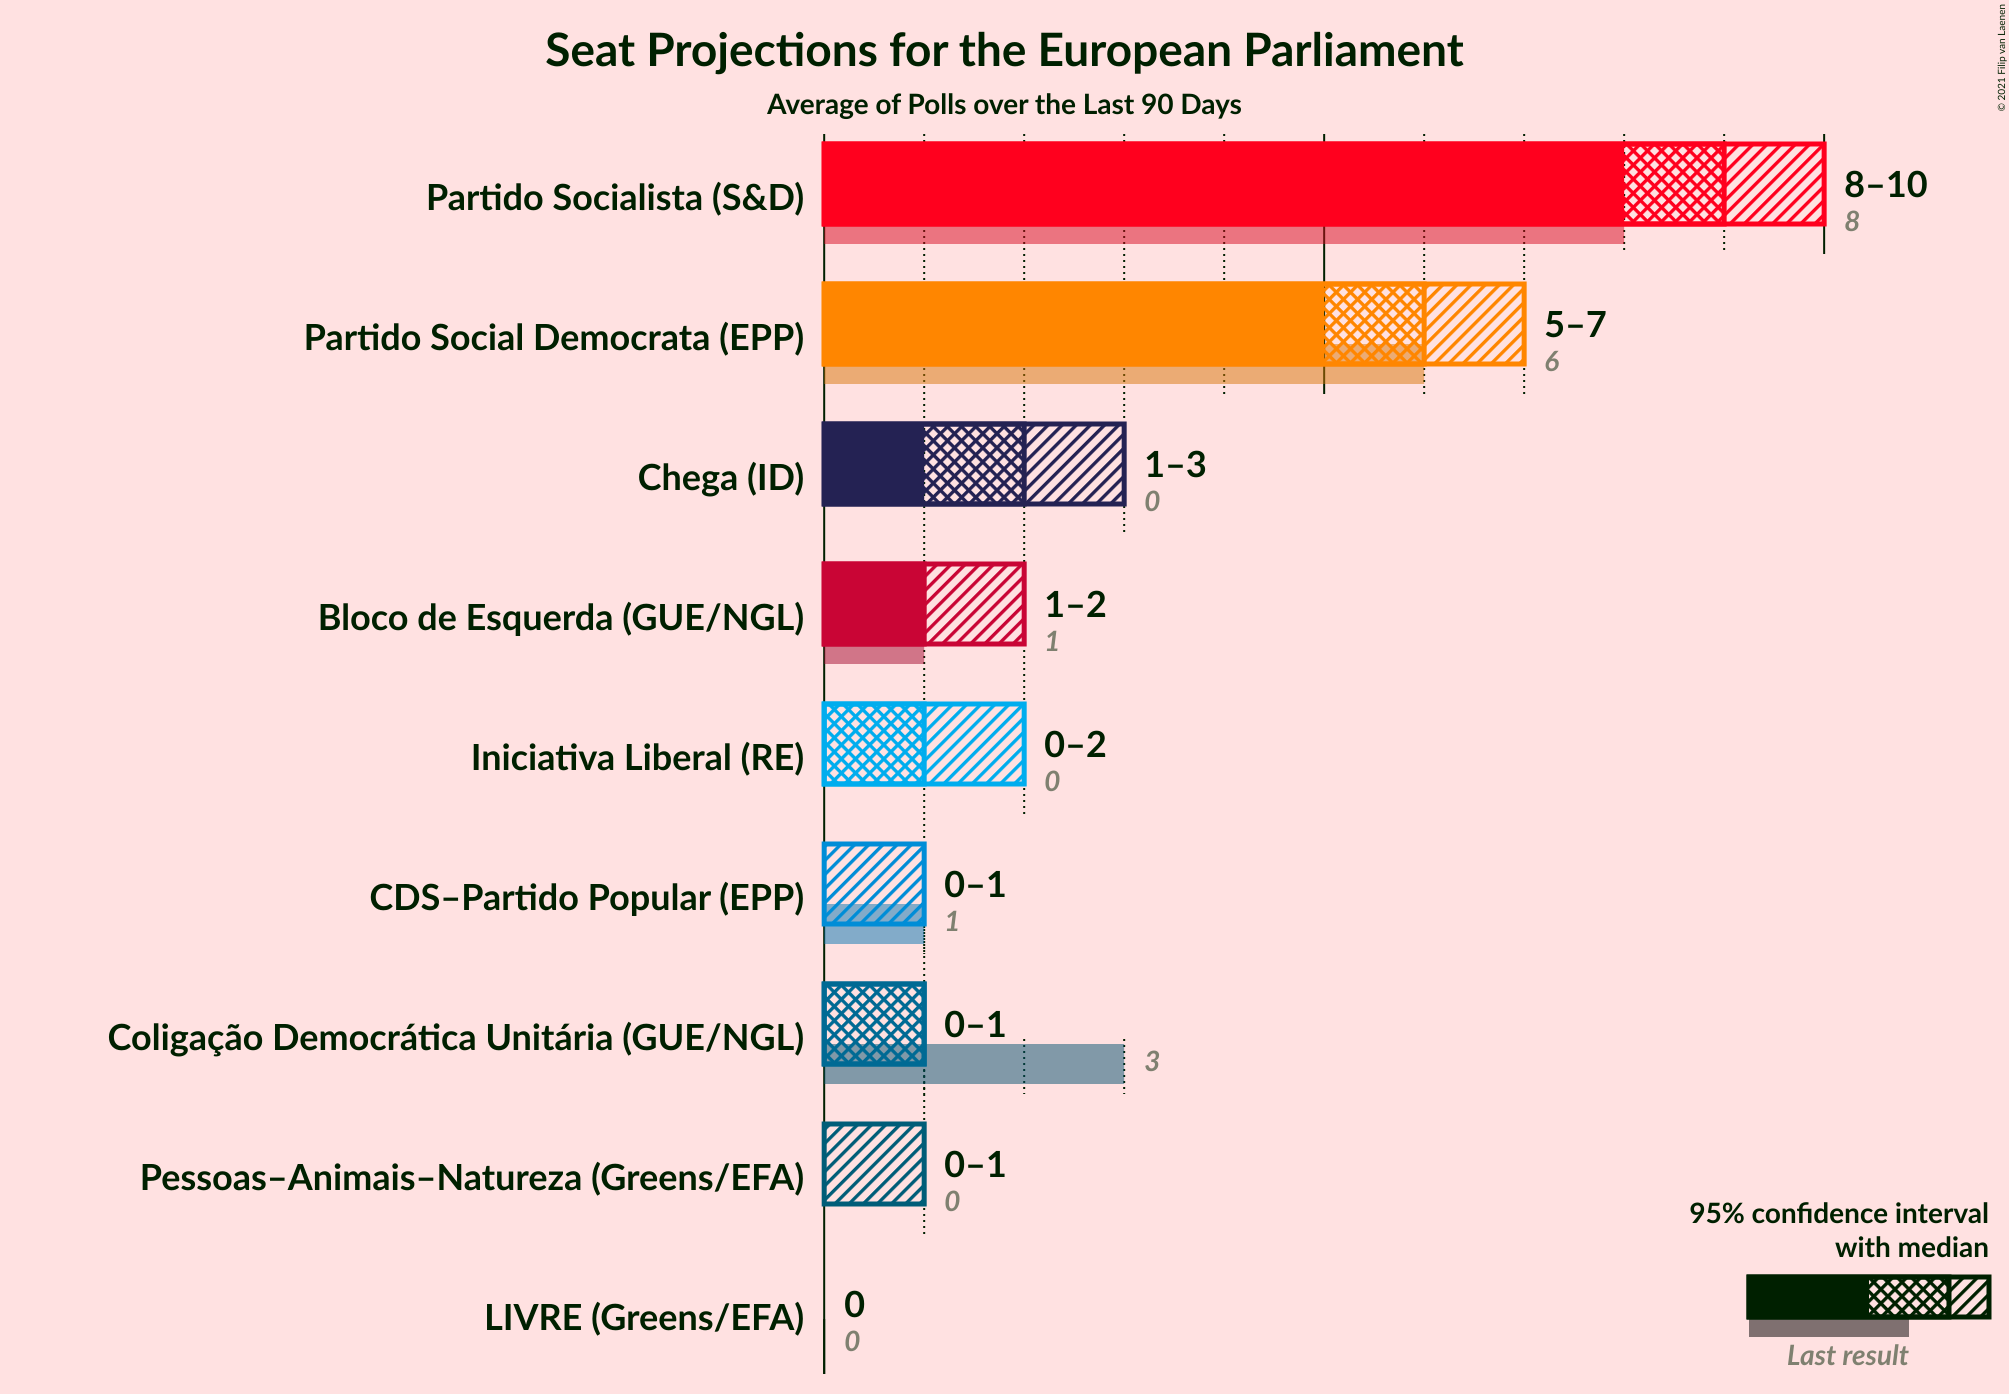 Seat Projections for the European Parliament
Average of Polls over the Last 90 Days
© 2021 Filip van Laenen
Partido Socialista (S&D)
8–10
8
Partido Social Democrata (EPP)
5–7
6
Chega (ID)
1–3
0
Bloco de Esquerda (GUE/NGL)
1–2
1
Iniciativa Liberal (RE)
0–2
0
CDS–Partido Popular (EPP)
0–1
1
Coligação Democrática Unitária (GUE/NGL)
0–1
3
Pessoas–Animais–Natureza (Greens/EFA)
0–1
0
LIVRE (Greens/EFA)
0
0
95% confidence interval
with median
Last result